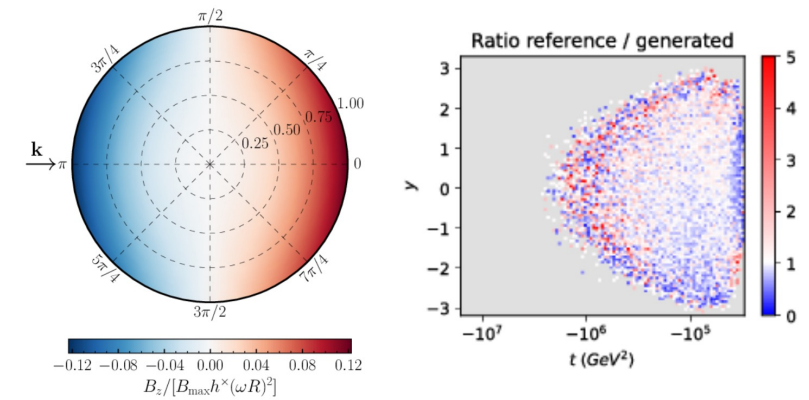 π/2
3π/4
π/4
1.00
0.75
0.50
0.25
k
π
0
5π/4
7π/4
3π/2
−0.12 −0.08 −0.04 0.00 0.04 0.08 0.12
B_z/[B_max h^×(ωR)^2]
Ratio reference / generated
3
2
1
0
−1
−2
−3
y
−10^7 −10^6 −10^5
t (GeV^2)
5
4
3
2
1
0